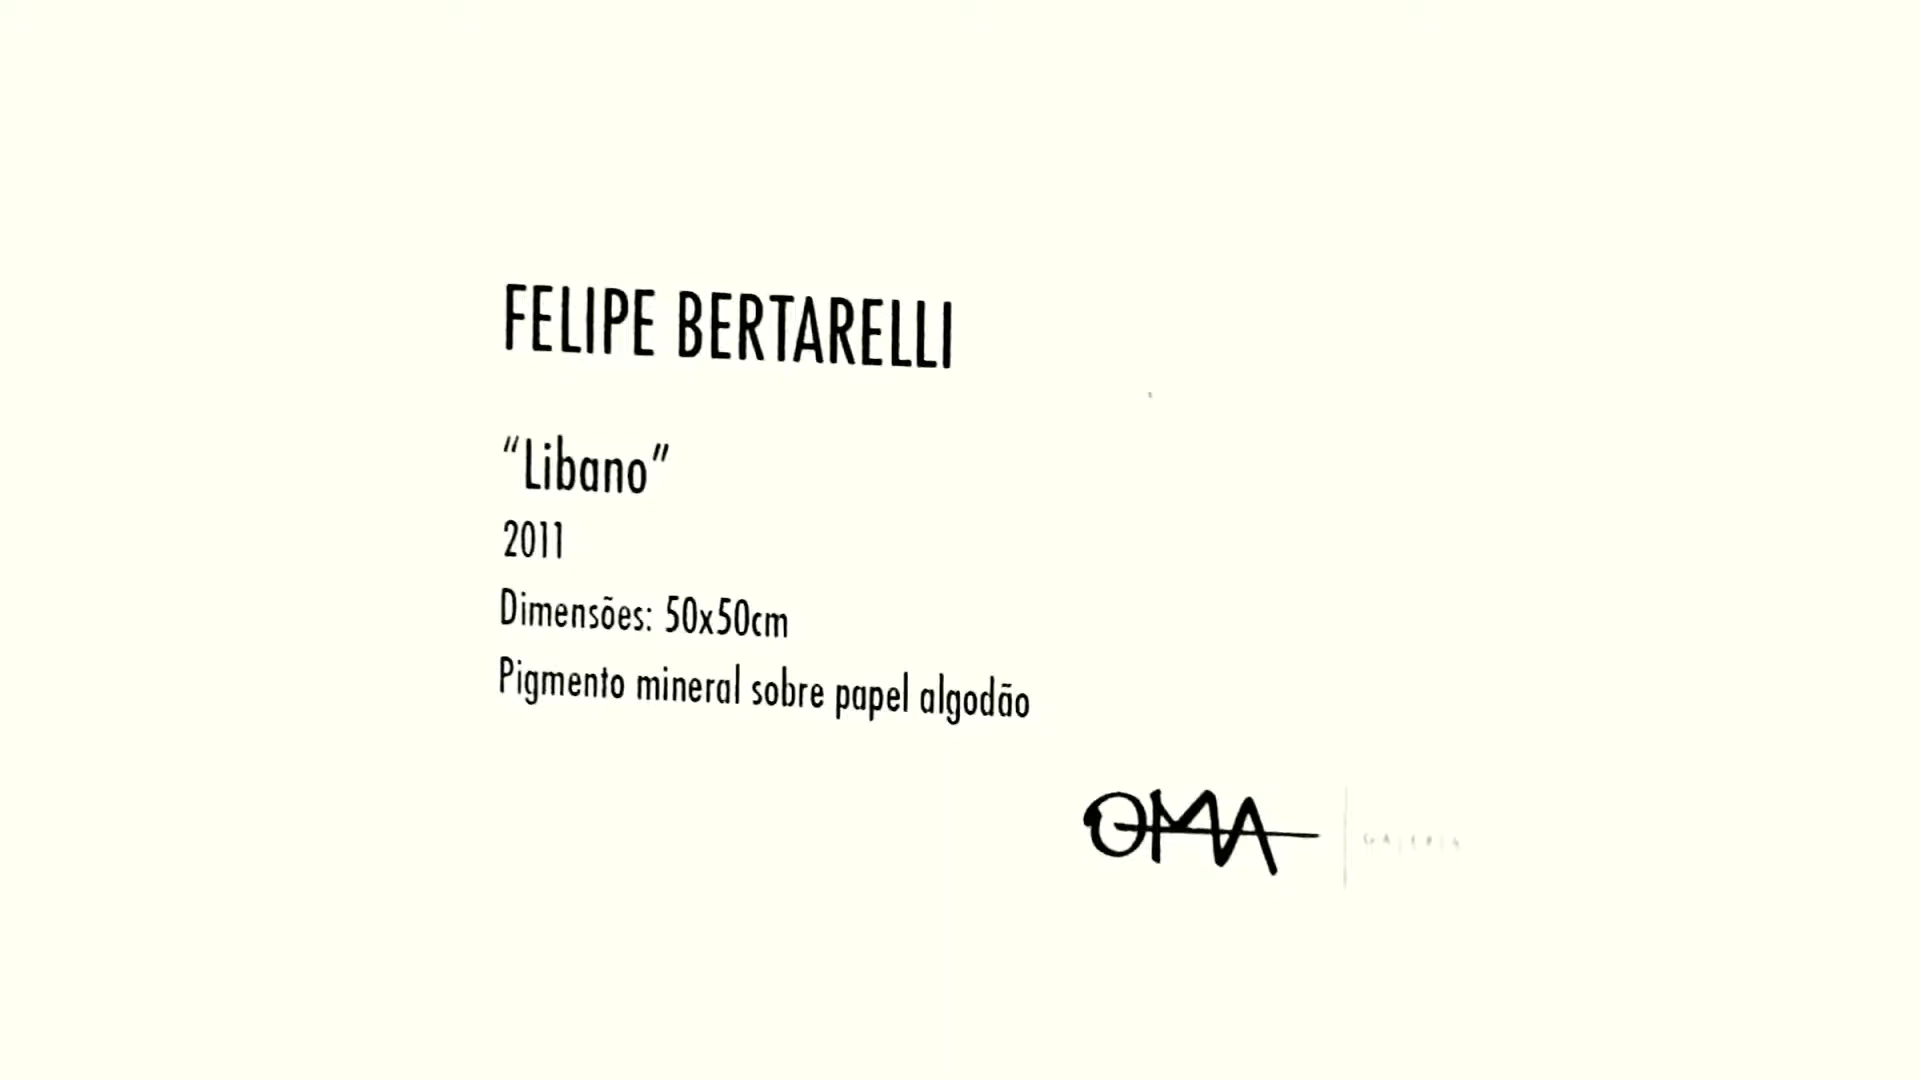 FELIPE BERTARELLI
“Libano”
2011
Dimensões: 50x50cm
Pigmento mineral sobre papel algodão
OMA